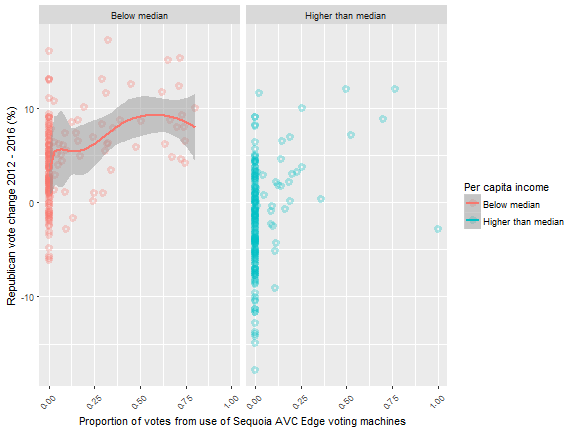 Below median
Higher than median
Republican vote change 2012 - 2016 (%)
10
0
-10
0.00
0.25
0.50
0.75
1.00
0.00
0.25
0.50
0.75
1.00
Proportion of votes from use of Sequoia AVC Edge voting machines
Per capita income
Below median
Higher than median